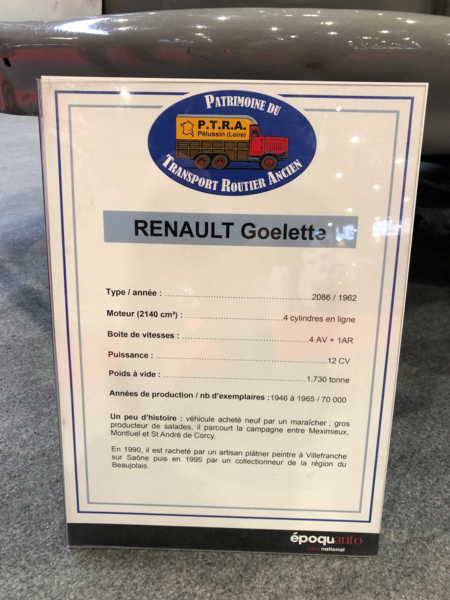 PATRIMOINE DU
P.T.R.A.
Pélussin (Loire)
TRANSPORT ROUTIER ANCIEN
RENAULT Goelette
Type / année : 2086 / 1962
Moteur (2140 cm³) : 4 cylindres en ligne
Boite de vitesses : 4 AV + 1AR
Puissance : 12 CV
Poids à vide : 1,730 tonne
Années de production / nb d'exemplaires :1946 à 1965 / 70 000
Un peu d'histoire : véhicule acheté neuf par un maraîcher ; gros
producteur de salades, il parcourt la campagne entre Meximieux,
Montluel et St André de Corcy.
En 1990, il est racheté par un artisan plâtrier peintre à Villefranche
sur Saône puis en 1995 par un collectionneur de la région du
Beaujolais.
époquauto
international